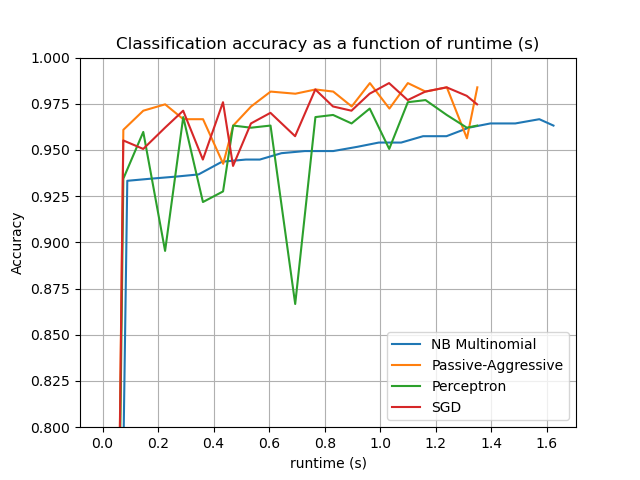 Classification accuracy as a function of runtime (s)
1.000
0.975
0.950
0.925
0.900
0.875
0.850
0.825
0.800
Accuracy
NB Multinomial
Passive-Aggressive
Perceptron
SGD
0.0 0.2 0.4 0.6 0.8 1.0 1.2 1.4 1.6
runtime (s)